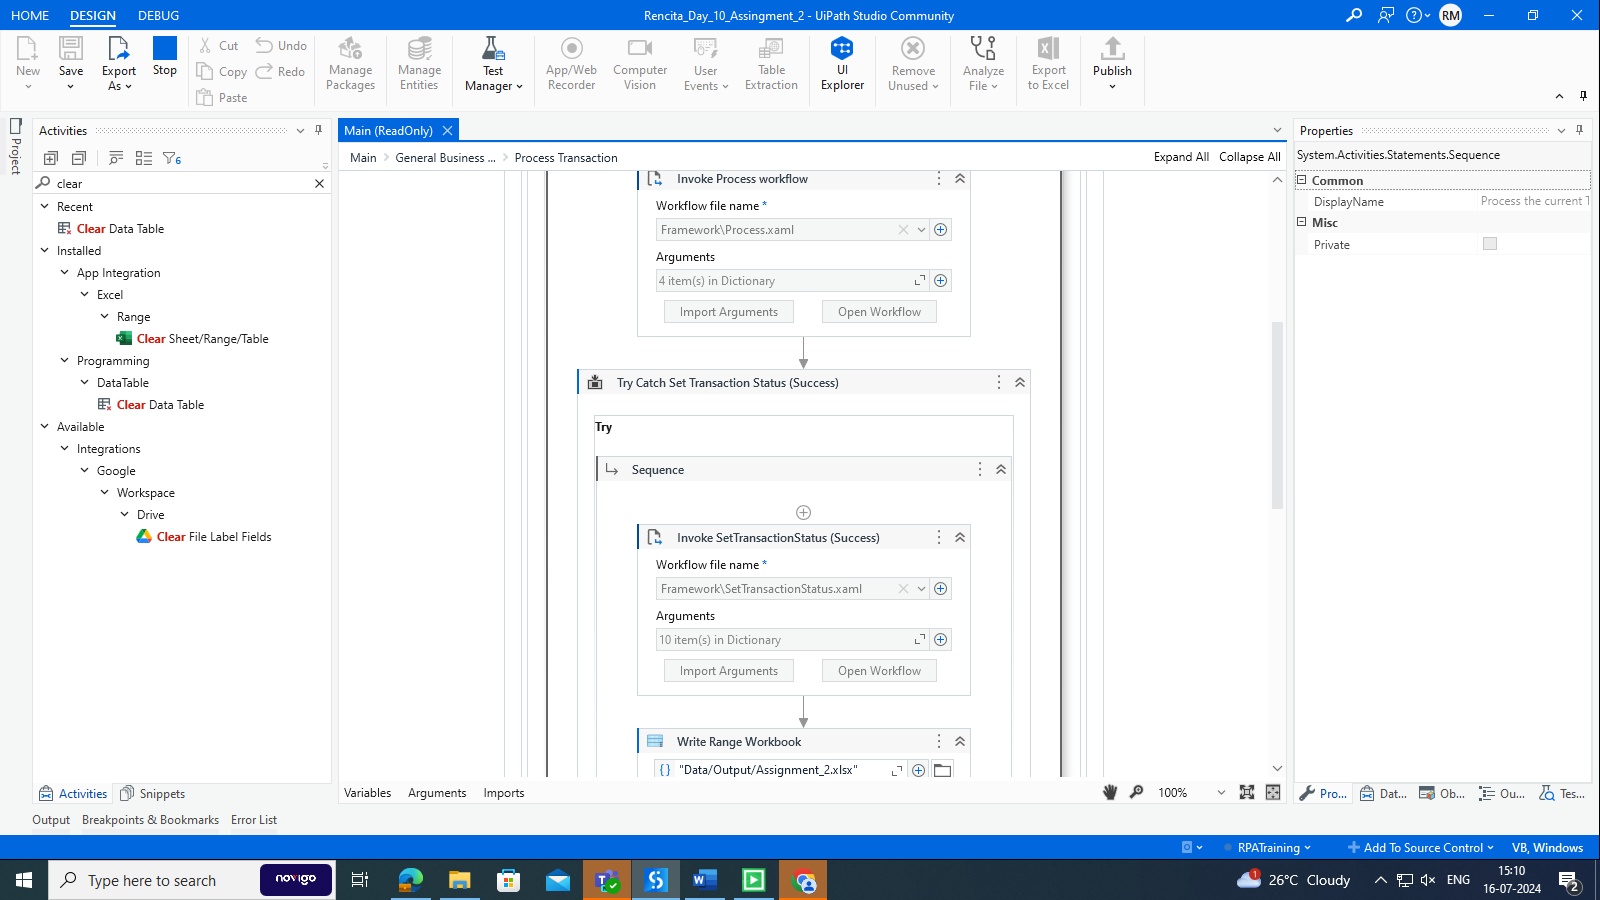 HOME DESIGN DEBUG
Rencita_Day_10_Assingment_2 - UiPath Studio Community
RM
New
Save
Export As
Stop
Cut
Copy
Paste
Undo
Redo
Manage Packages
Manage Entities
Test Manager
App/Web Recorder
Computer Vision
User Events
Table Extraction
UI Explorer
Remove Unused
Analyze File
Export to Excel
Publish
Project
Activities
6
clear
Recent
Clear Data Table
Installed
App Integration
Excel
Range
Clear Sheet/Range/Table
Programming
DataTable
Clear Data Table
Available
Integrations
Google
Workspace
Drive
Clear File Label Fields
Activities Snippets
Main (ReadOnly)
Main General Business ... Process Transaction
Expand All Collapse All
Invoke Process workflow
Workflow file name *
Framework\Process.xaml
Arguments
4 item(s) in Dictionary
Import Arguments Open Workflow
Try Catch Set Transaction Status (Success)
Try
Sequence
Invoke SetTransactionStatus (Success)
Workflow file name *
Framework\SetTransactionStatus.xaml
Arguments
10 item(s) in Dictionary
Import Arguments Open Workflow
Write Range Workbook
"Data/Output/Assignment_2.xlsx"
Variables Arguments Imports
100%
Properties
System.Activities.Statements.Sequence
Common
DisplayName Process the current T
Misc
Private
Pro... Dat... Ob... Ou... Tes...
Output Breakpoints & Bookmarks Error List
RPATraining Add To Source Control VB, Windows
Type here to search
novigo
1
26°C Cloudy
ENG
15:10
16-07-2024
2